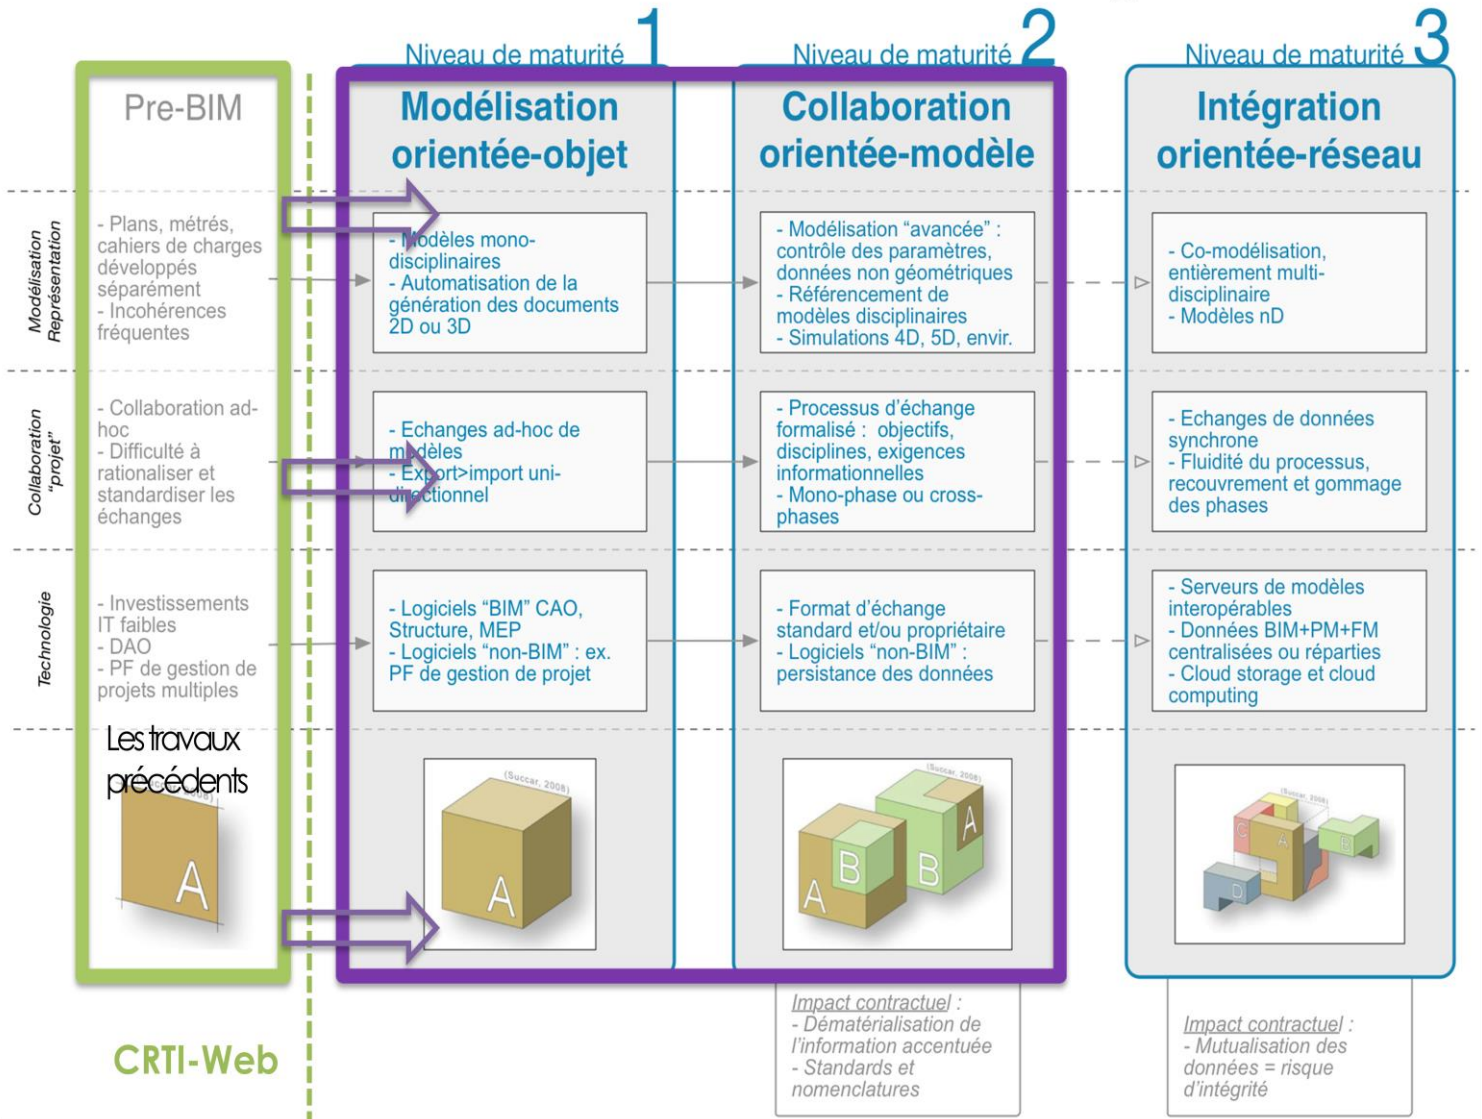 Niveau de maturité 1
Niveau de maturité 2
Niveau de maturité 3
Pre-BIM
Modélisation
orientée-objet
Collaboration
orientée-modèle
Intégration
orientée-réseau
Modélisation
Représentation
- Plans, métrés,
cahiers de charges
développés
séparément
- Incohérences
fréquentes
- Modèles mono-
disciplinaires
- Automatisation de la
génération des documents
2D ou 3D
- Modélisation “avancée” :
contrôle des paramètres,
données non géométriques
- Référencement de
modèles disciplinaires
- Simulations 4D, 5D, envir.
- Co-modélisation,
entièrement multi-
disciplinaire
- Modèles nD
Collaboration
“projet”
- Collaboration ad-
hoc
- Difficulté à
rationaliser et
standardiser les
échanges
- Echanges ad-hoc de
modèles
- Export>import uni-
directionnel
- Processus d’échange
formalisé : objectifs,
disciplines, exigences
informationnelles
- Mono-phase ou cross-
phases
- Echanges de données
synchrone
- Fluidité du processus,
recouvrement et gommage
des phases
Technologie
- Investissements
IT faibles
- DAO
- PF de gestion de
projets multiples
- Logiciels “BIM” CAO,
Structure, MEP
- Logiciels “non-BIM” : ex.
PF de gestion de projet
- Format d’échange
standard et/ou propriétaire
- Logiciels “non-BIM” :
persistance des données
- Serveurs de modèles
interopérables
- Données BIM+PM+FM
centralisées ou réparties
- Cloud storage et cloud
computing
Les travaux
précédents
2008)
A
(Succar, 2008)
A
(Succar, 2008)
A
B
B
A
(Succar, 2008)
C
A
B
D
CRTI-Web
Impact contractuel :
- Dématérialisation de
l’information accentuée
- Standards et
nomenclatures
Impact contractuel :
- Mutualisation des
données = risque
d’intégrité